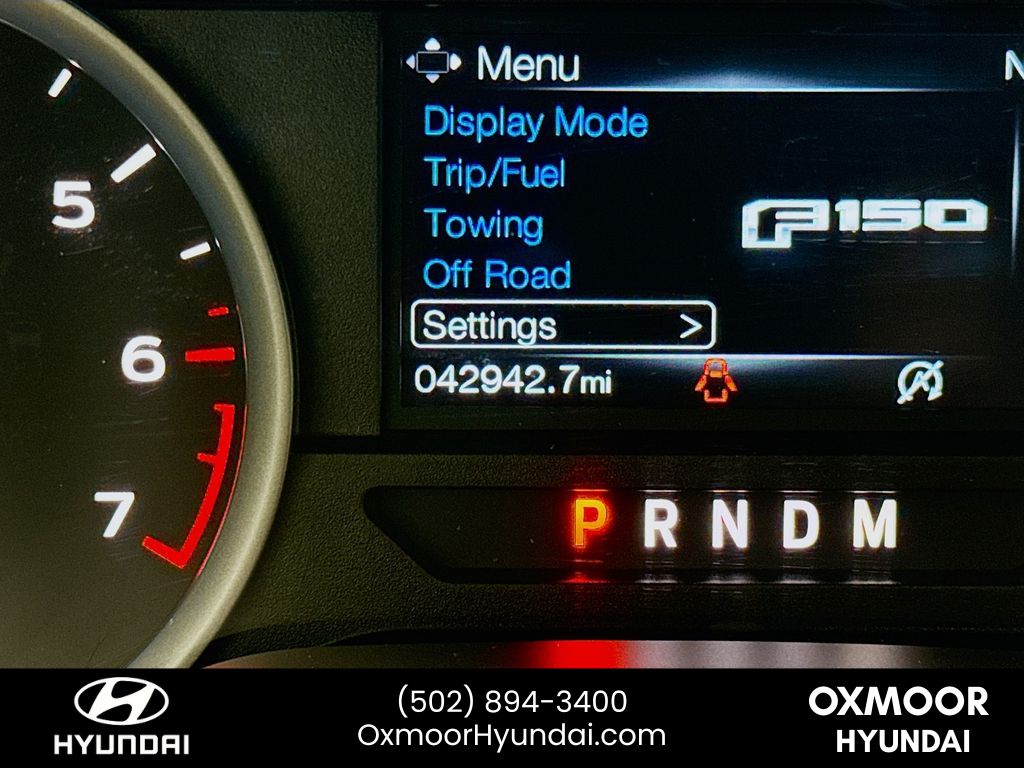 Menu
N
Display Mode
Trip/Fuel
Towing
Off Road
Settings >
F150
042942.7mi
5
6
7
P R N D M
HYUNDAI
(502) 894-3400
OxmoorHyundai.com
OXMOOR
HYUNDAI